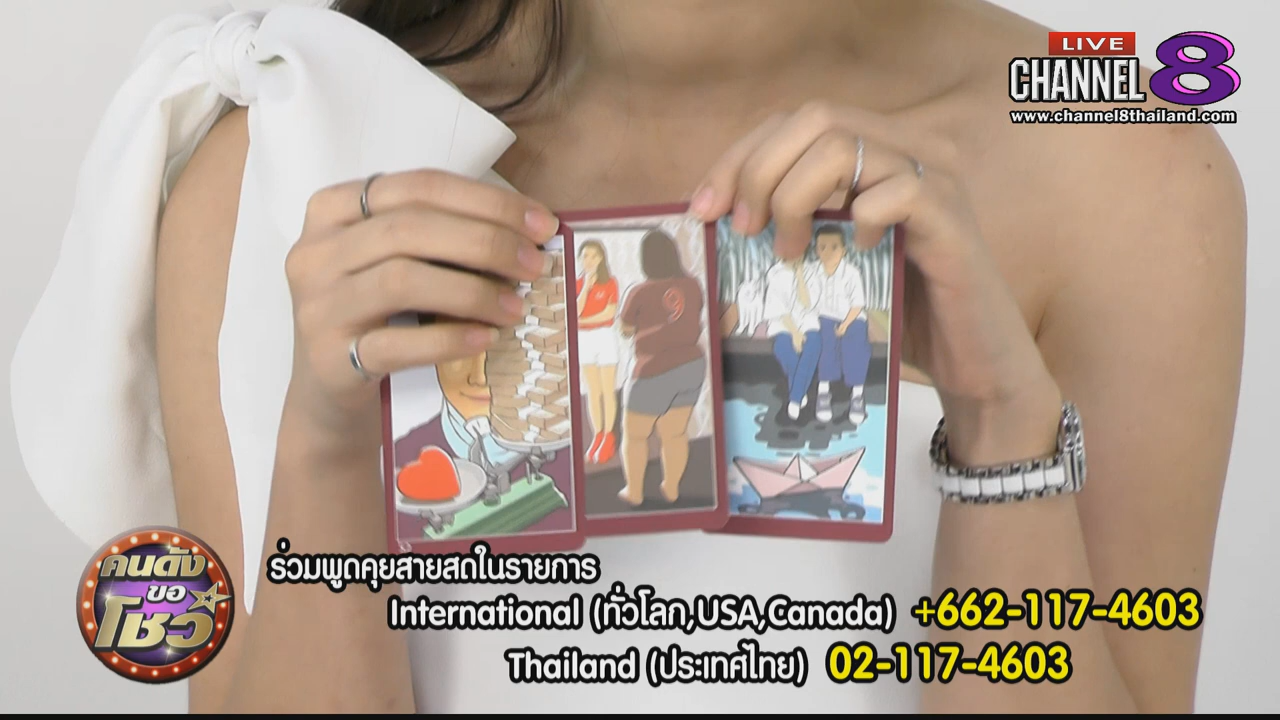 LIVE
CHANNEL 8
www.channel8thailand.com
คนดัง
ขอ
โชว์
ร่วมพูดคุยสายสดในรายการ
International (ทั่วโลก,USA,Canada) +662-117-4603
Thailand (ประเทศไทย) 02-117-4603